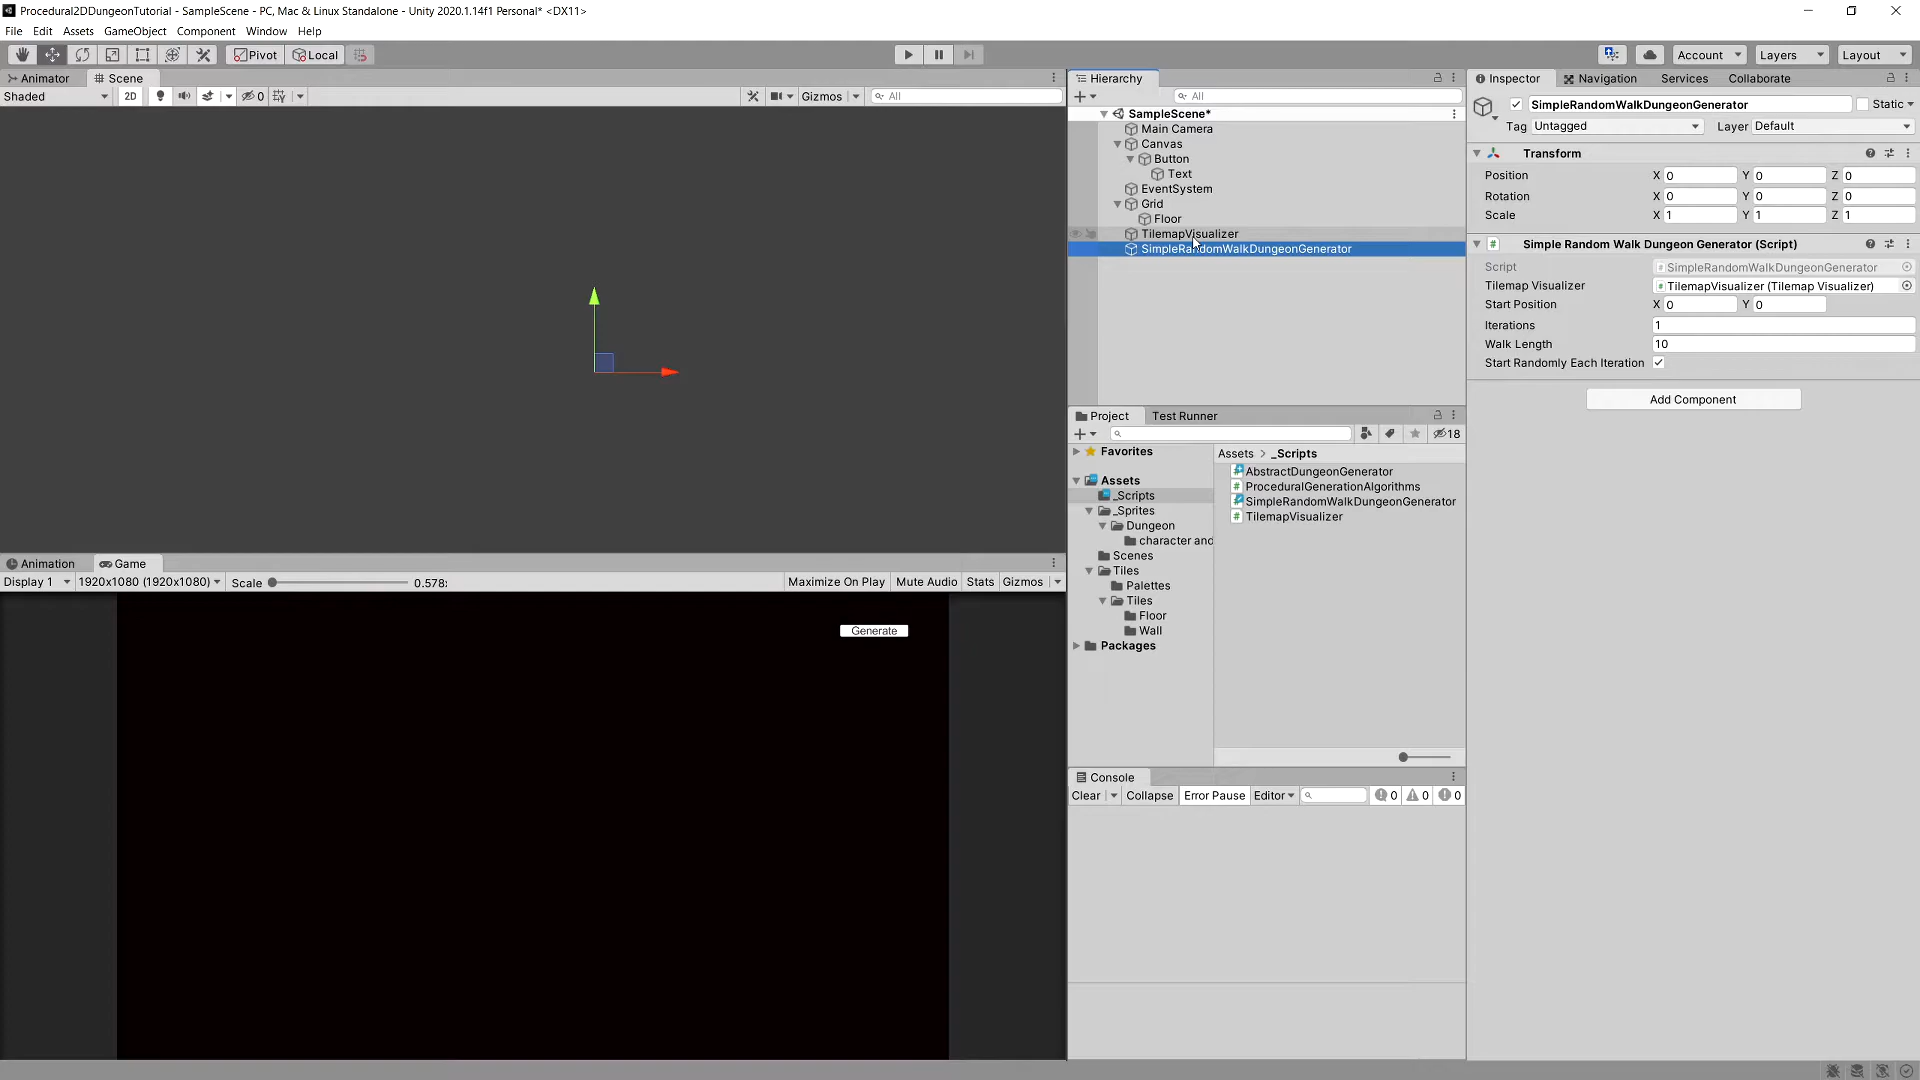 Procedural2DDungeonTutorial - SampleScene - PC, Mac & Linux Standalone - Unity 2020.1.14f1 Personal* <DX11>
File Edit Assets GameObject Component Window Help
Pivot Local Account Layers Layout
Animator Scene
Shaded 2D 0 Gizmos All
Hierarchy
All
SampleScene*
Main Camera
Canvas
Button
Text
EventSystem
Grid
Floor
TilemapVisualizer
SimpleRandomWalkDungeonGenerator
Inspector Navigation Services Collaborate
SimpleRandomWalkDungeonGenerator Static
Tag Untagged Layer Default
Transform
Position X 0 Y 0 Z 0
Rotation X 0 Y 0 Z 0
Scale X 1 Y 1 Z 1
# Simple Random Walk Dungeon Generator (Script)
Script # SimpleRandomWalkDungeonGenerator
Tilemap Visualizer # TilemapVisualizer (Tilemap Visualizer)
Start Position X 0 Y 0
Iterations 1
Walk Length 10
Start Randomly Each Iteration
Add Component
Project Test Runner
18
Favorites
Assets
_Scripts
_Sprites
Dungeon
character and
Scenes
Tiles
Palettes
Tiles
Floor
Wall
Packages
Assets > _Scripts
AbstractDungeonGenerator
ProceduralGenerationAlgorithms
SimpleRandomWalkDungeonGenerator
TilemapVisualizer
Animation Game
Display 1 1920x1080 (1920x1080) Scale 0.578: Maximize On Play Mute Audio Stats Gizmos
Generate
Console
Clear Collapse Error Pause Editor 0 0 0